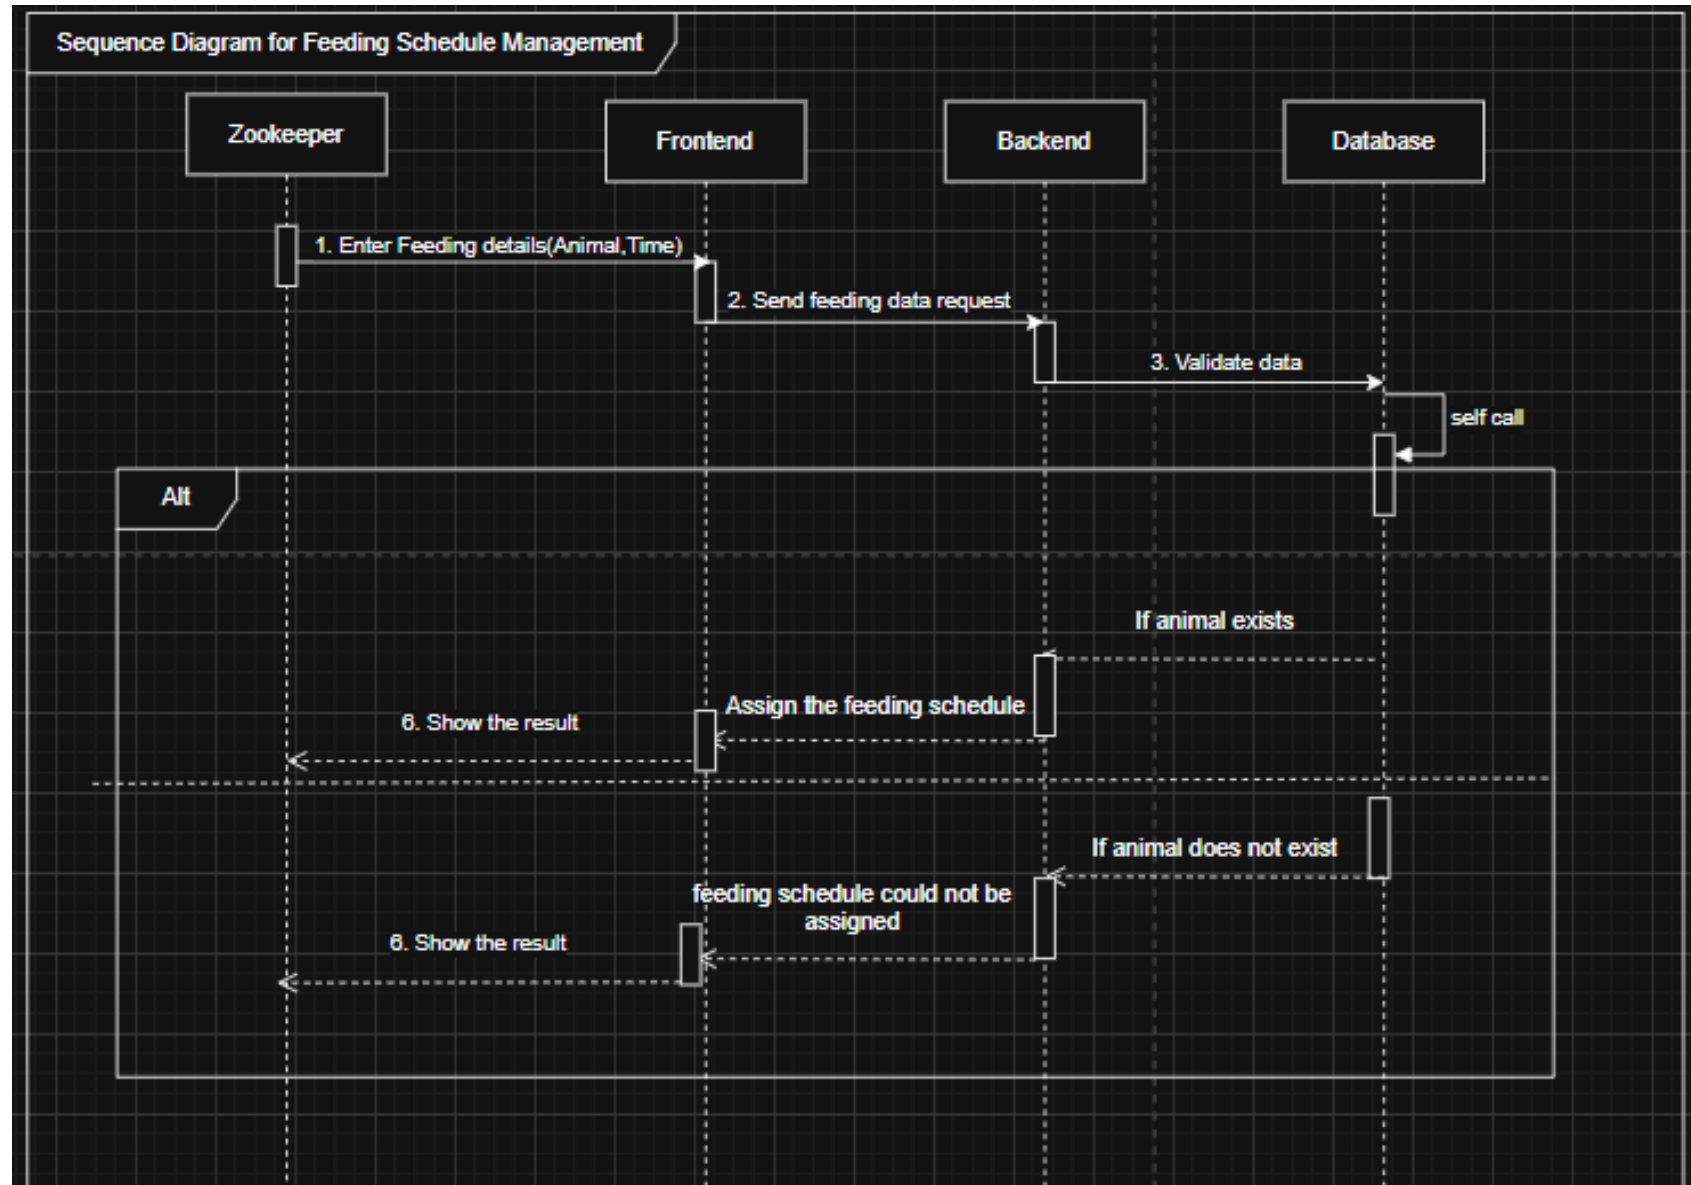 Sequence Diagram for Feeding Schedule Management
Zookeeper
Frontend
Backend
Database
1. Enter Feeding details(Animal,Time)
2. Send feeding data request
3. Validate data
self call
Alt
If animal exists
Assign the feeding schedule
6. Show the result
If animal does not exist
feeding schedule could not be
assigned
6. Show the result